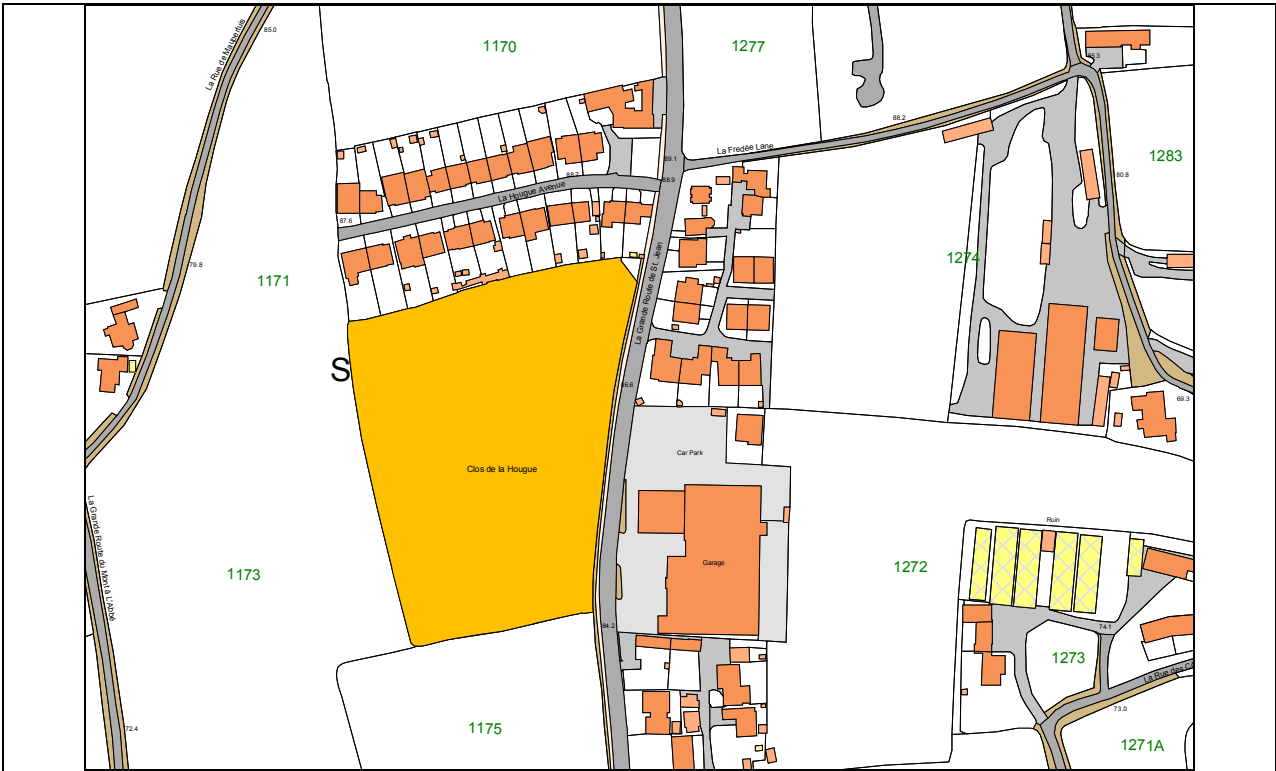 La Rue de Maupertuis
85.0
1170
1277
85.3
88.2
La Fredée Lane
1283
89.1
88.9
88.7
La Hougue Avenue
80.8
87.6
La Grande Route de St. Jean
79.8
1171
1274
S
86.6
69.3
Car Park
Clos de la Hougue
La Grande Route du Mont à L'Abbé
Ruin
1173
Garage
1272
84.2
74.1
1273
La Rue des
73.0
72.4
1175
1271A